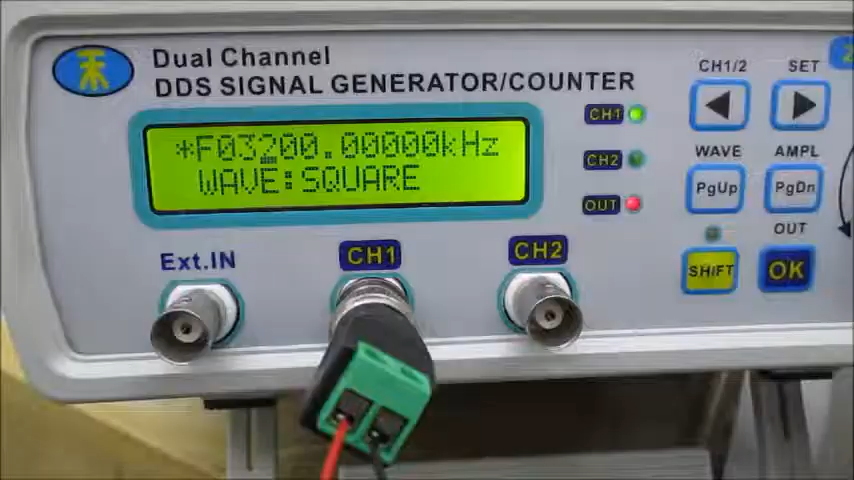 Dual Channel
DDS SIGNAL GENERATOR/COUNTER
*F03200.00000kHz
WAVE:SQUARE
CH1
CH2
OUT
CH1/2
SET
WAVE
PgUp
AMPL
PgDn
OUT
SHIFT
OK
Ext.IN
CH1
CH2